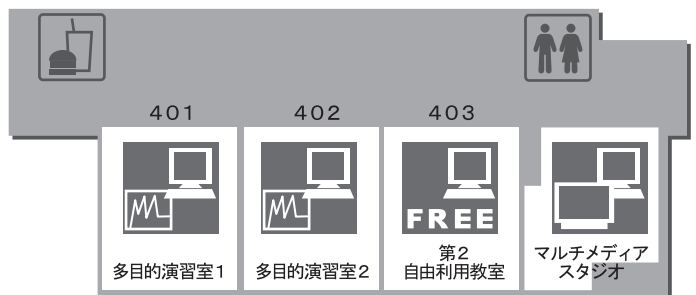 401
402
403
FREE
多目的演習室1
多目的演習室2
第2
自由利用教室
マルチメディア
スタジオ